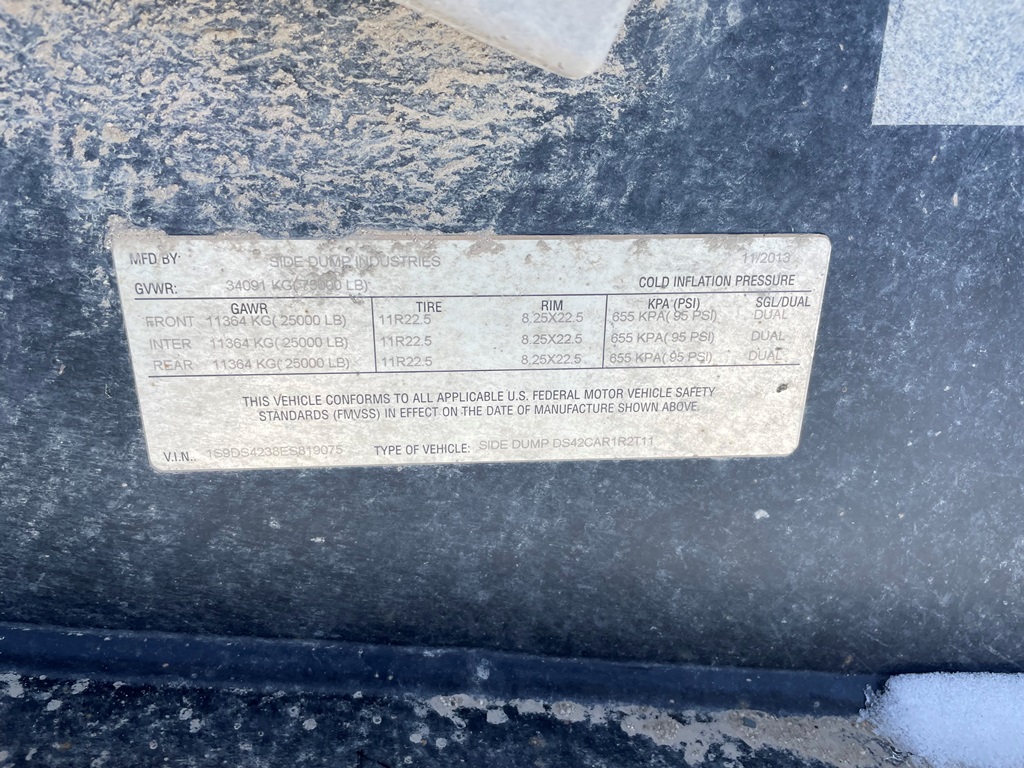 MFD BY: SIDE DUMP INDUSTRIES 11/2013
GVWR: 34091 KG(75000 LB) COLD INFLATION PRESSURE
GAWR TIRE RIM KPA (PSI) SGL/DUAL
FRONT 11364 KG( 25000 LB) 11R22.5 8.25X22.5 655 KPA( 95 PSI) DUAL
INTER 11364 KG( 25000 LB) 11R22.5 8.25X22.5 655 KPA( 95 PSI) DUAL
REAR 11364 KG( 25000 LB) 11R22.5 8.25X22.5 655 KPA( 95 PSI) DUAL
THIS VEHICLE CONFORMS TO ALL APPLICABLE U.S. FEDERAL MOTOR VEHICLE SAFETY
STANDARDS (FMVSS) IN EFFECT ON THE DATE OF MANUFACTURE SHOWN ABOVE.
V.I.N.: 1S9DS4238ES819075 TYPE OF VEHICLE: SIDE DUMP DS42CAR1R2T11